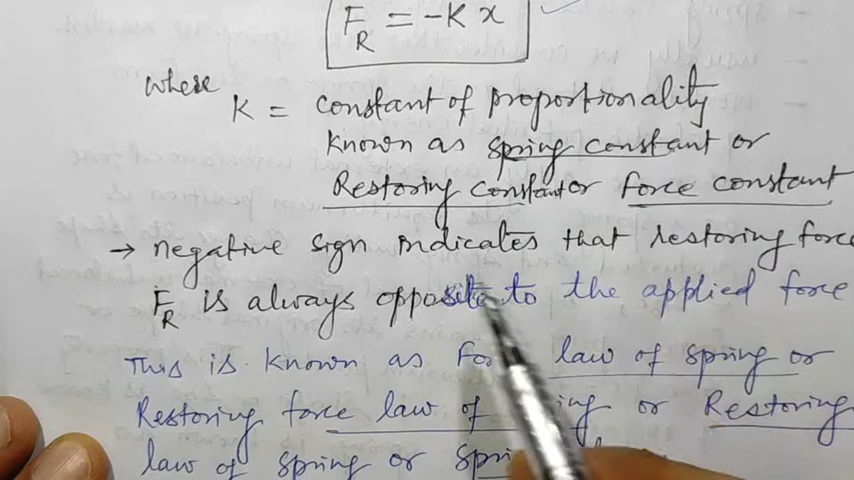 F_R = -K x
where
K = constant of proportionality
known as spring constant or
Restoring constant or force constant
→ negative sign indicates that restoring force
F_R is always opposite to the applied force
This is known as law of spring or
Restoring force law of or Restoring
law of spring or